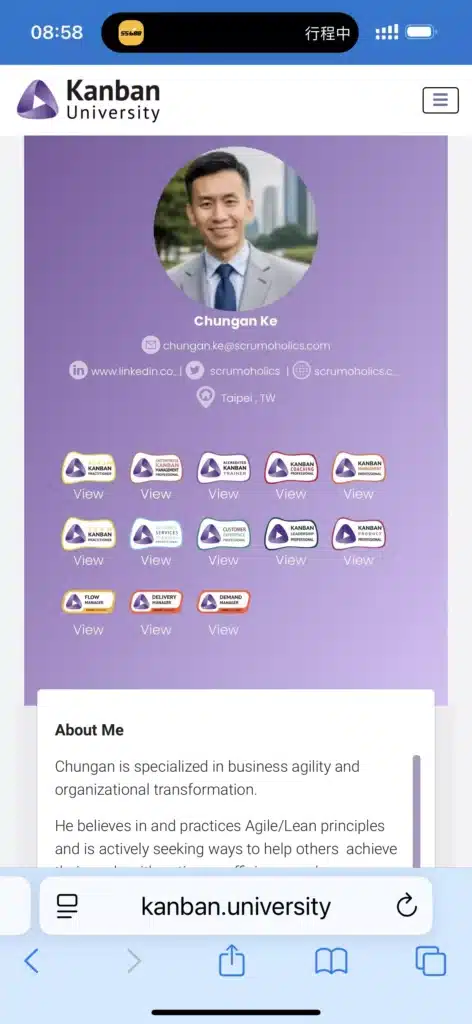 08:58
55688
行程中
Kanban
University
Chungan Ke
chungan.ke@scrumoholics.com
www.linkedin.co... | scrumoholics | scrumoholics.c...
Taipei , TW
KANBAN PRACTITIONER
ENTERPRISE KANBAN MANAGEMENT PROFESSIONAL
ACCREDITED KANBAN TRAINER
KANBAN COACHING PROFESSIONAL
KANBAN MANAGEMENT PROFESSIONAL
View View View View View
KANBAN PRACTITIONER
SERVICES
CUSTOMER EXPERIENCE PROFESSIONAL
KANBAN LEADERSHIP PROFESSIONAL
KANBAN PRODUCT PROFESSIONAL
View View View View View
FLOW MANAGER
DELIVERY MANAGER
DEMAND MANAGER
View View View
About Me
Chungan is specialized in business agility and
organizational transformation.
He believes in and practices Agile/Lean principles
and is actively seeking ways to help others achieve
kanban.university